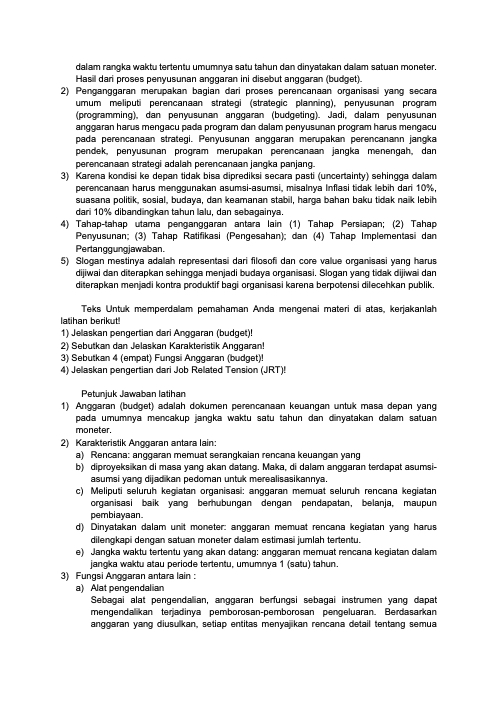 dalam rangka waktu tertentu umumnya satu tahun dan dinyatakan dalam satuan moneter.
Hasil dari proses penyusunan anggaran ini disebut anggaran (budget).
2) Penganggaran merupakan bagian dari proses perencanaan organisasi yang secara
umum meliputi perencanaan strategi (strategic planning), penyusunan program
(programming), dan penyusunan anggaran (budgeting). Jadi, dalam penyusunan
anggaran harus mengacu pada program dan dalam penyusunan program harus mengacu
pada perencanaan strategi. Penyusunan anggaran merupakan perencanann jangka
pendek, penyusunan program merupakan perencanaan jangka menengah, dan
perencanaan strategi adalah perencanaan jangka panjang.
3) Karena kondisi ke depan tidak bisa diprediksi secara pasti (uncertainty) sehingga dalam
perencanaan harus menggunakan asumsi-asumsi, misalnya Inflasi tidak lebih dari 10%,
suasana politik, sosial, budaya, dan keamanan stabil, harga bahan baku tidak naik lebih
dari 10% dibandingkan tahun lalu, dan sebagainya.
4) Tahap-tahap utama penganggaran antara lain (1) Tahap Persiapan; (2) Tahap
Penyusunan; (3) Tahap Ratifikasi (Pengesahan); dan (4) Tahap Implementasi dan
Pertanggungjawaban.
5) Slogan mestinya adalah representasi dari filosofi dan core value organisasi yang harus
dijiwai dan diterapkan sehingga menjadi budaya organisasi. Slogan yang tidak dijiwai dan
diterapkan menjadi kontra produktif bagi organisasi karena berpotensi dilecehkan publik.
Teks Untuk memperdalam pemahaman Anda mengenai materi di atas, kerjakanlah
latihan berikut!
1) Jelaskan pengertian dari Anggaran (budget)!
2) Sebutkan dan Jelaskan Karakteristik Anggaran!
3) Sebutkan 4 (empat) Fungsi Anggaran (budget)!
4) Jelaskan pengertian dari Job Related Tension (JRT)!
Petunjuk Jawaban latihan
1) Anggaran (budget) adalah dokumen perencanaan keuangan untuk masa depan yang
pada umumnya mencakup jangka waktu satu tahun dan dinyatakan dalam satuan
moneter.
2) Karakteristik Anggaran antara lain:
a) Rencana: anggaran memuat serangkaian rencana keuangan yang
b) diproyeksikan di masa yang akan datang. Maka, di dalam anggaran terdapat asumsi-
asumsi yang dijadikan pedoman untuk merealisasikannya.
c) Meliputi seluruh kegiatan organisasi: anggaran memuat seluruh rencana kegiatan
organisasi baik yang berhubungan dengan pendapatan, belanja, maupun
pembiayaan.
d) Dinyatakan dalam unit moneter: anggaran memuat rencana kegiatan yang harus
dilengkapi dengan satuan moneter dalam estimasi jumlah tertentu.
e) Jangka waktu tertentu yang akan datang: anggaran memuat rencana kegiatan dalam
jangka waktu atau periode tertentu, umumnya 1 (satu) tahun.
3) Fungsi Anggaran antara lain :
a) Alat pengendalian
Sebagai alat pengendalian, anggaran berfungsi sebagai instrumen yang dapat
mengendalikan terjadinya pemborosan-pemborosan pengeluaran. Berdasarkan
anggaran yang diusulkan, setiap entitas menyajikan rencana detail tentang semua